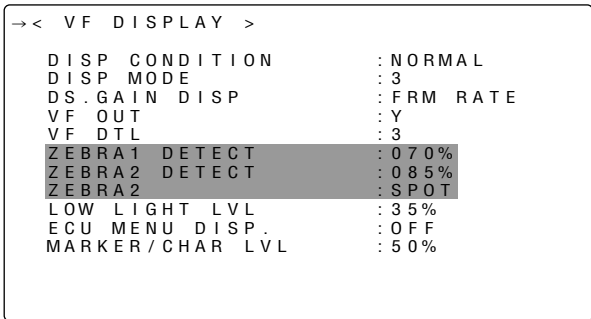 →< VF DISPLAY >
DISP CONDITION :NORMAL
DISP MODE :3
DS.GAIN DISP :FRM RATE
VF OUT :Y
VF DTL :3
ZEBRA1 DETECT :070%
ZEBRA2 DETECT :085%
ZEBRA2 :SPOT
LOW LIGHT LVL :35%
ECU MENU DISP. :OFF
MARKER/CHAR LVL :50%